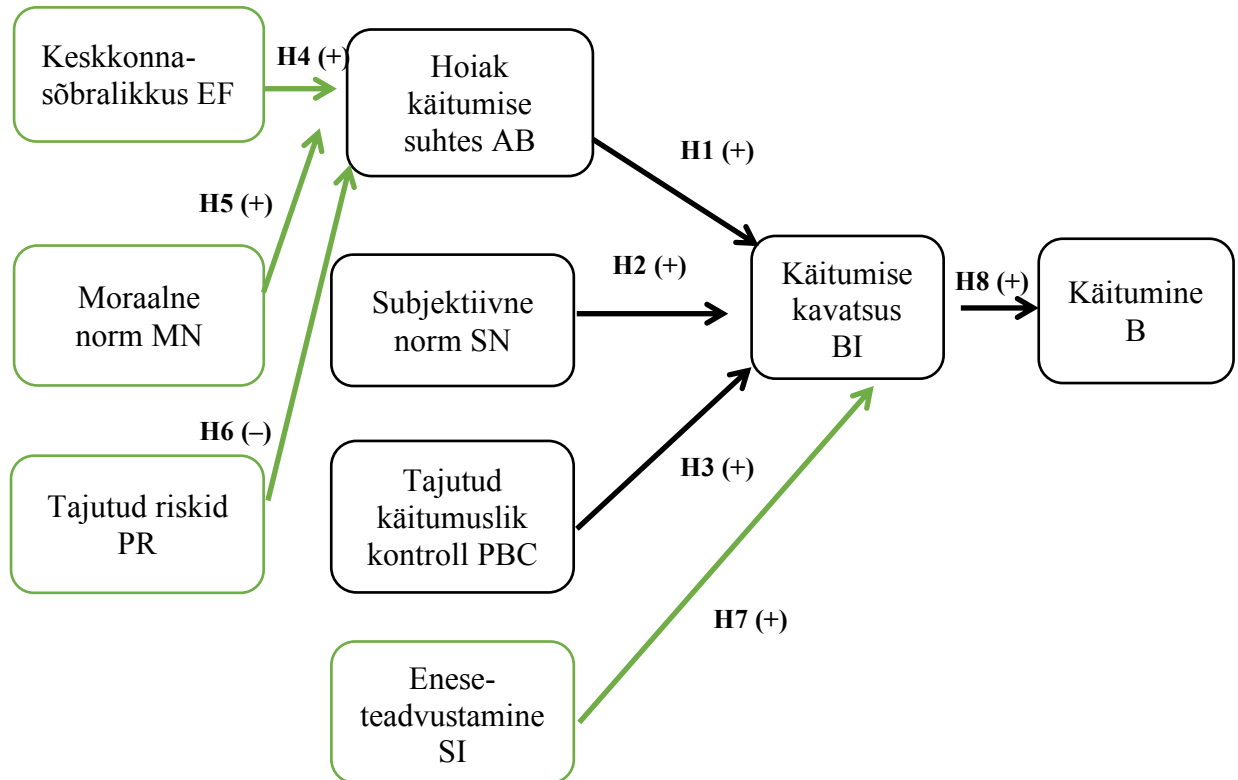 Keskkonna-
sõbralikkus EF
H4 (+)
Hoiak
käitumise
suhtes AB
H1 (+)
H5 (+)
Moraalne
norm MN
Subjektiivne
norm SN
H2 (+)
Käitumise
kavatsus
BI
H8 (+)
Käitumine
B
H6 (–)
Tajutud riskid
PR
Tajutud
käitumuslik
kontroll PBC
H3 (+)
H7 (+)
Enese-
teadvustamine
SI